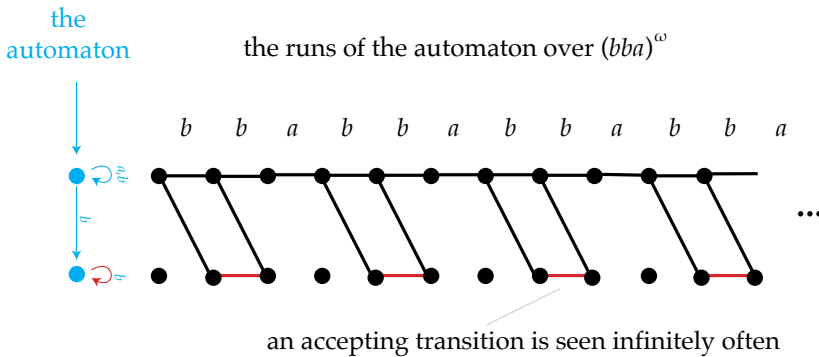 the
automaton
the runs of the automaton over (bba)^ω
b b a b b a b b a b b a
a,b
b
...
b
an accepting transition is seen infinitely often